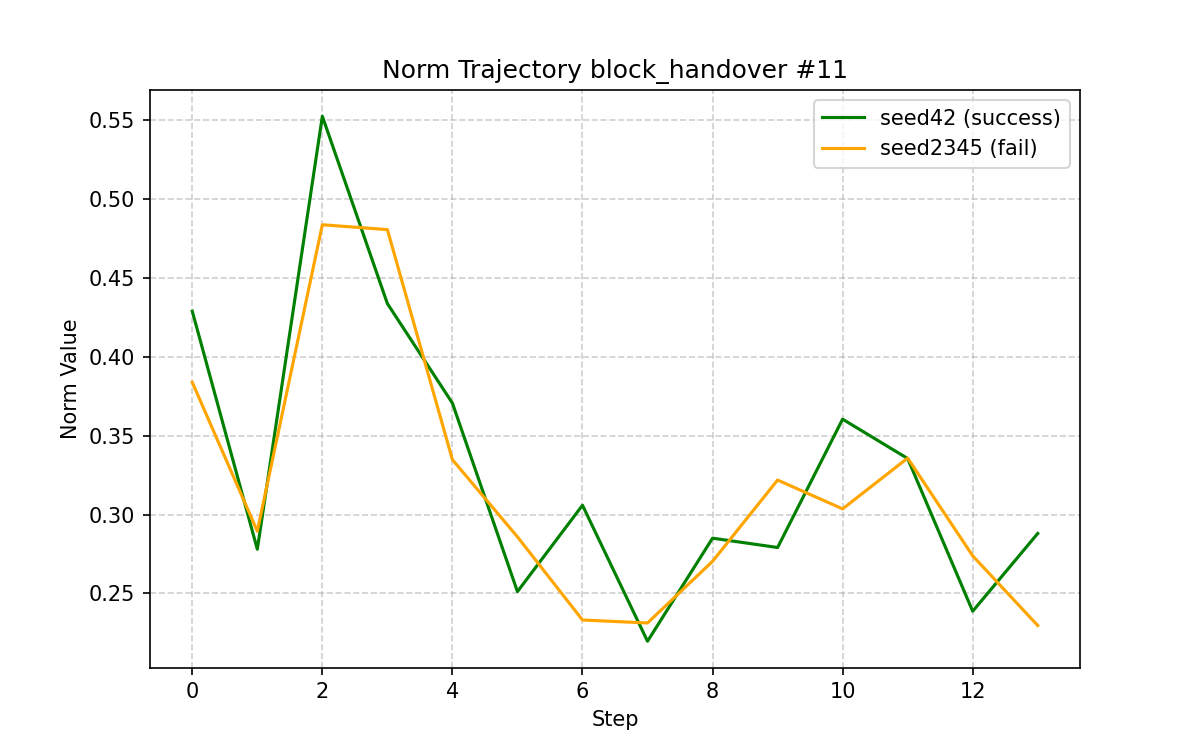 Norm Trajectory block_handover #11
seed42 (success)
seed2345 (fail)
Norm Value
0.55
0.50
0.45
0.40
0.35
0.30
0.25
0 2 4 6 8 10 12
Step